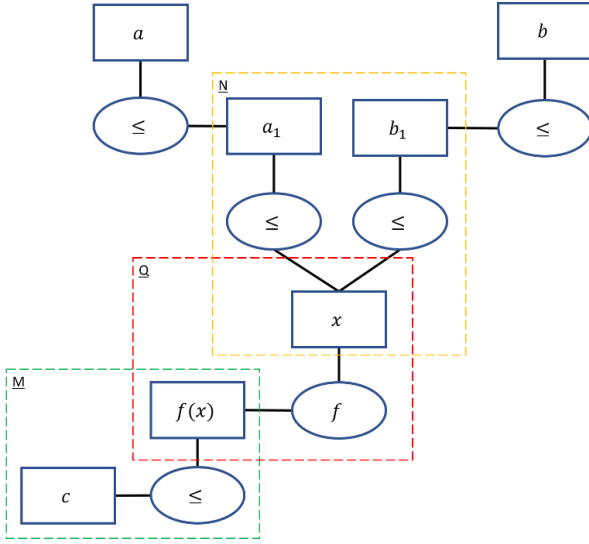 a
b
N
≤
a₁
b₁
≤
≤
≤
Q
x
M
f(x)
f
c
≤